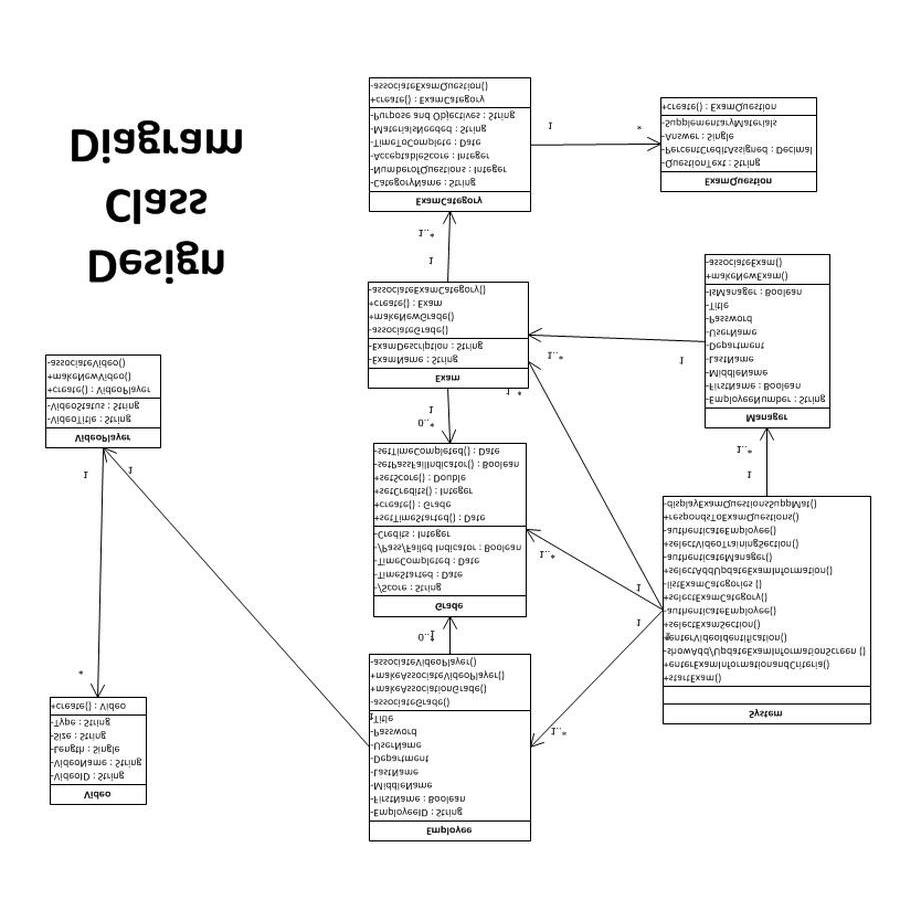 Design
Class
Diagram
Employee
-EmployeeID : String
-FirstName : Boolean
-MiddleName
-LastName
-Department
-UserName
-Password
-Title
-associateGrade()
+makeAssociationGrade()
+makeAssociateVideoPlayer()
-associateVideoPlayer()
Video
-VideoID : String
-VideoName : String
-Length : Single
-Size : String
-Type : String
+create() : Video
System
+startExam()
+enterExamInformationandCriteria()
-showAdd/UpdateExamInformationScreen ()
+enterVideoIdentification()
+selectExamSection()
-authenticateEmployee()
+selectExamCategory()
-listExamCategories ()
+selectAddUpdateExamInformation()
-authenticateManager()
+selectVideoTrainingSection()
-authenticateEmployee()
+respondsToExamQuestions()
-displayExamQuestionsSuppMat()
1..*
*
0..1
1
1
1..*
Grade
-/Score : String
-TimeStarted : Date
-TimeCompleted : Date
-/Pass/Failed Indicator : Boolean
-Credits : Integer
+setTimeStarted() : Date
+create() : Grade
+setCredits() : Integer
+setScore() : Double
-setPassFailIndicator() : Boolean
-setTimeCompleted() : Date
1
1
1
1..*
0..*
1
1..*
VideoPlayer
-VideoTitle : String
-VideoStatus : String
+create() : VideoPlayer
+makeNewVideo()
-associateVideo()
Manager
-EmployeeNumber : String
-FirstName : Boolean
-MiddleName
-LastName
-Department
-UserName
-Password
-Title
-IsManager : Boolean
+makeNewExam()
-associateExam()
Exam
-ExamName : String
-ExamDescription : String
-associateGrade()
+makeNewGrade()
+create() : Exam
-associateExamCategory()
1
1..*
1
1..*
ExamCategory
-CategoryName : String
-NumberofQuestions : Integer
-AcceptableScore : Integer
-TimeToComplete : Date
-MaterialsNeeded : String
-Purpose and Objectives : String
+create() : ExamCategory
-associateExamQuestion()
1
*
ExamQuestion
-QuestionText : String
-PercentCreditAssigned : Decimal
-Answer : Single
-SupplementaryMaterials
+create() : ExamQuestion